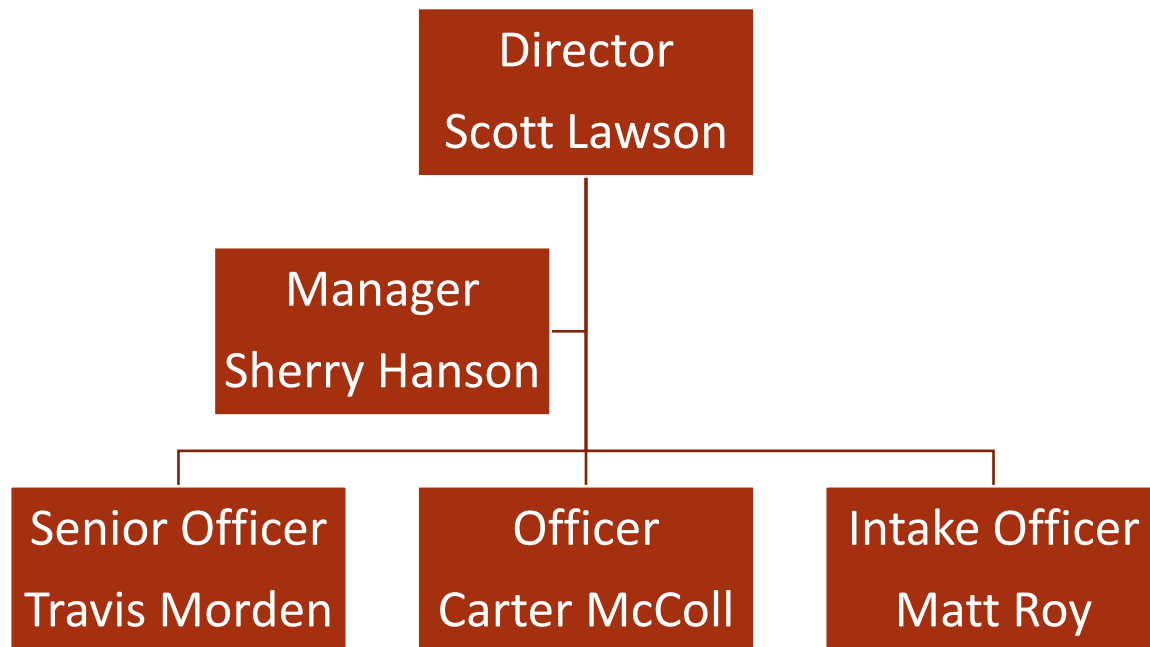 Director
Scott Lawson
Manager
Sherry Hanson
Senior Officer
Travis Morden
Officer
Carter McColl
Intake Officer
Matt Roy